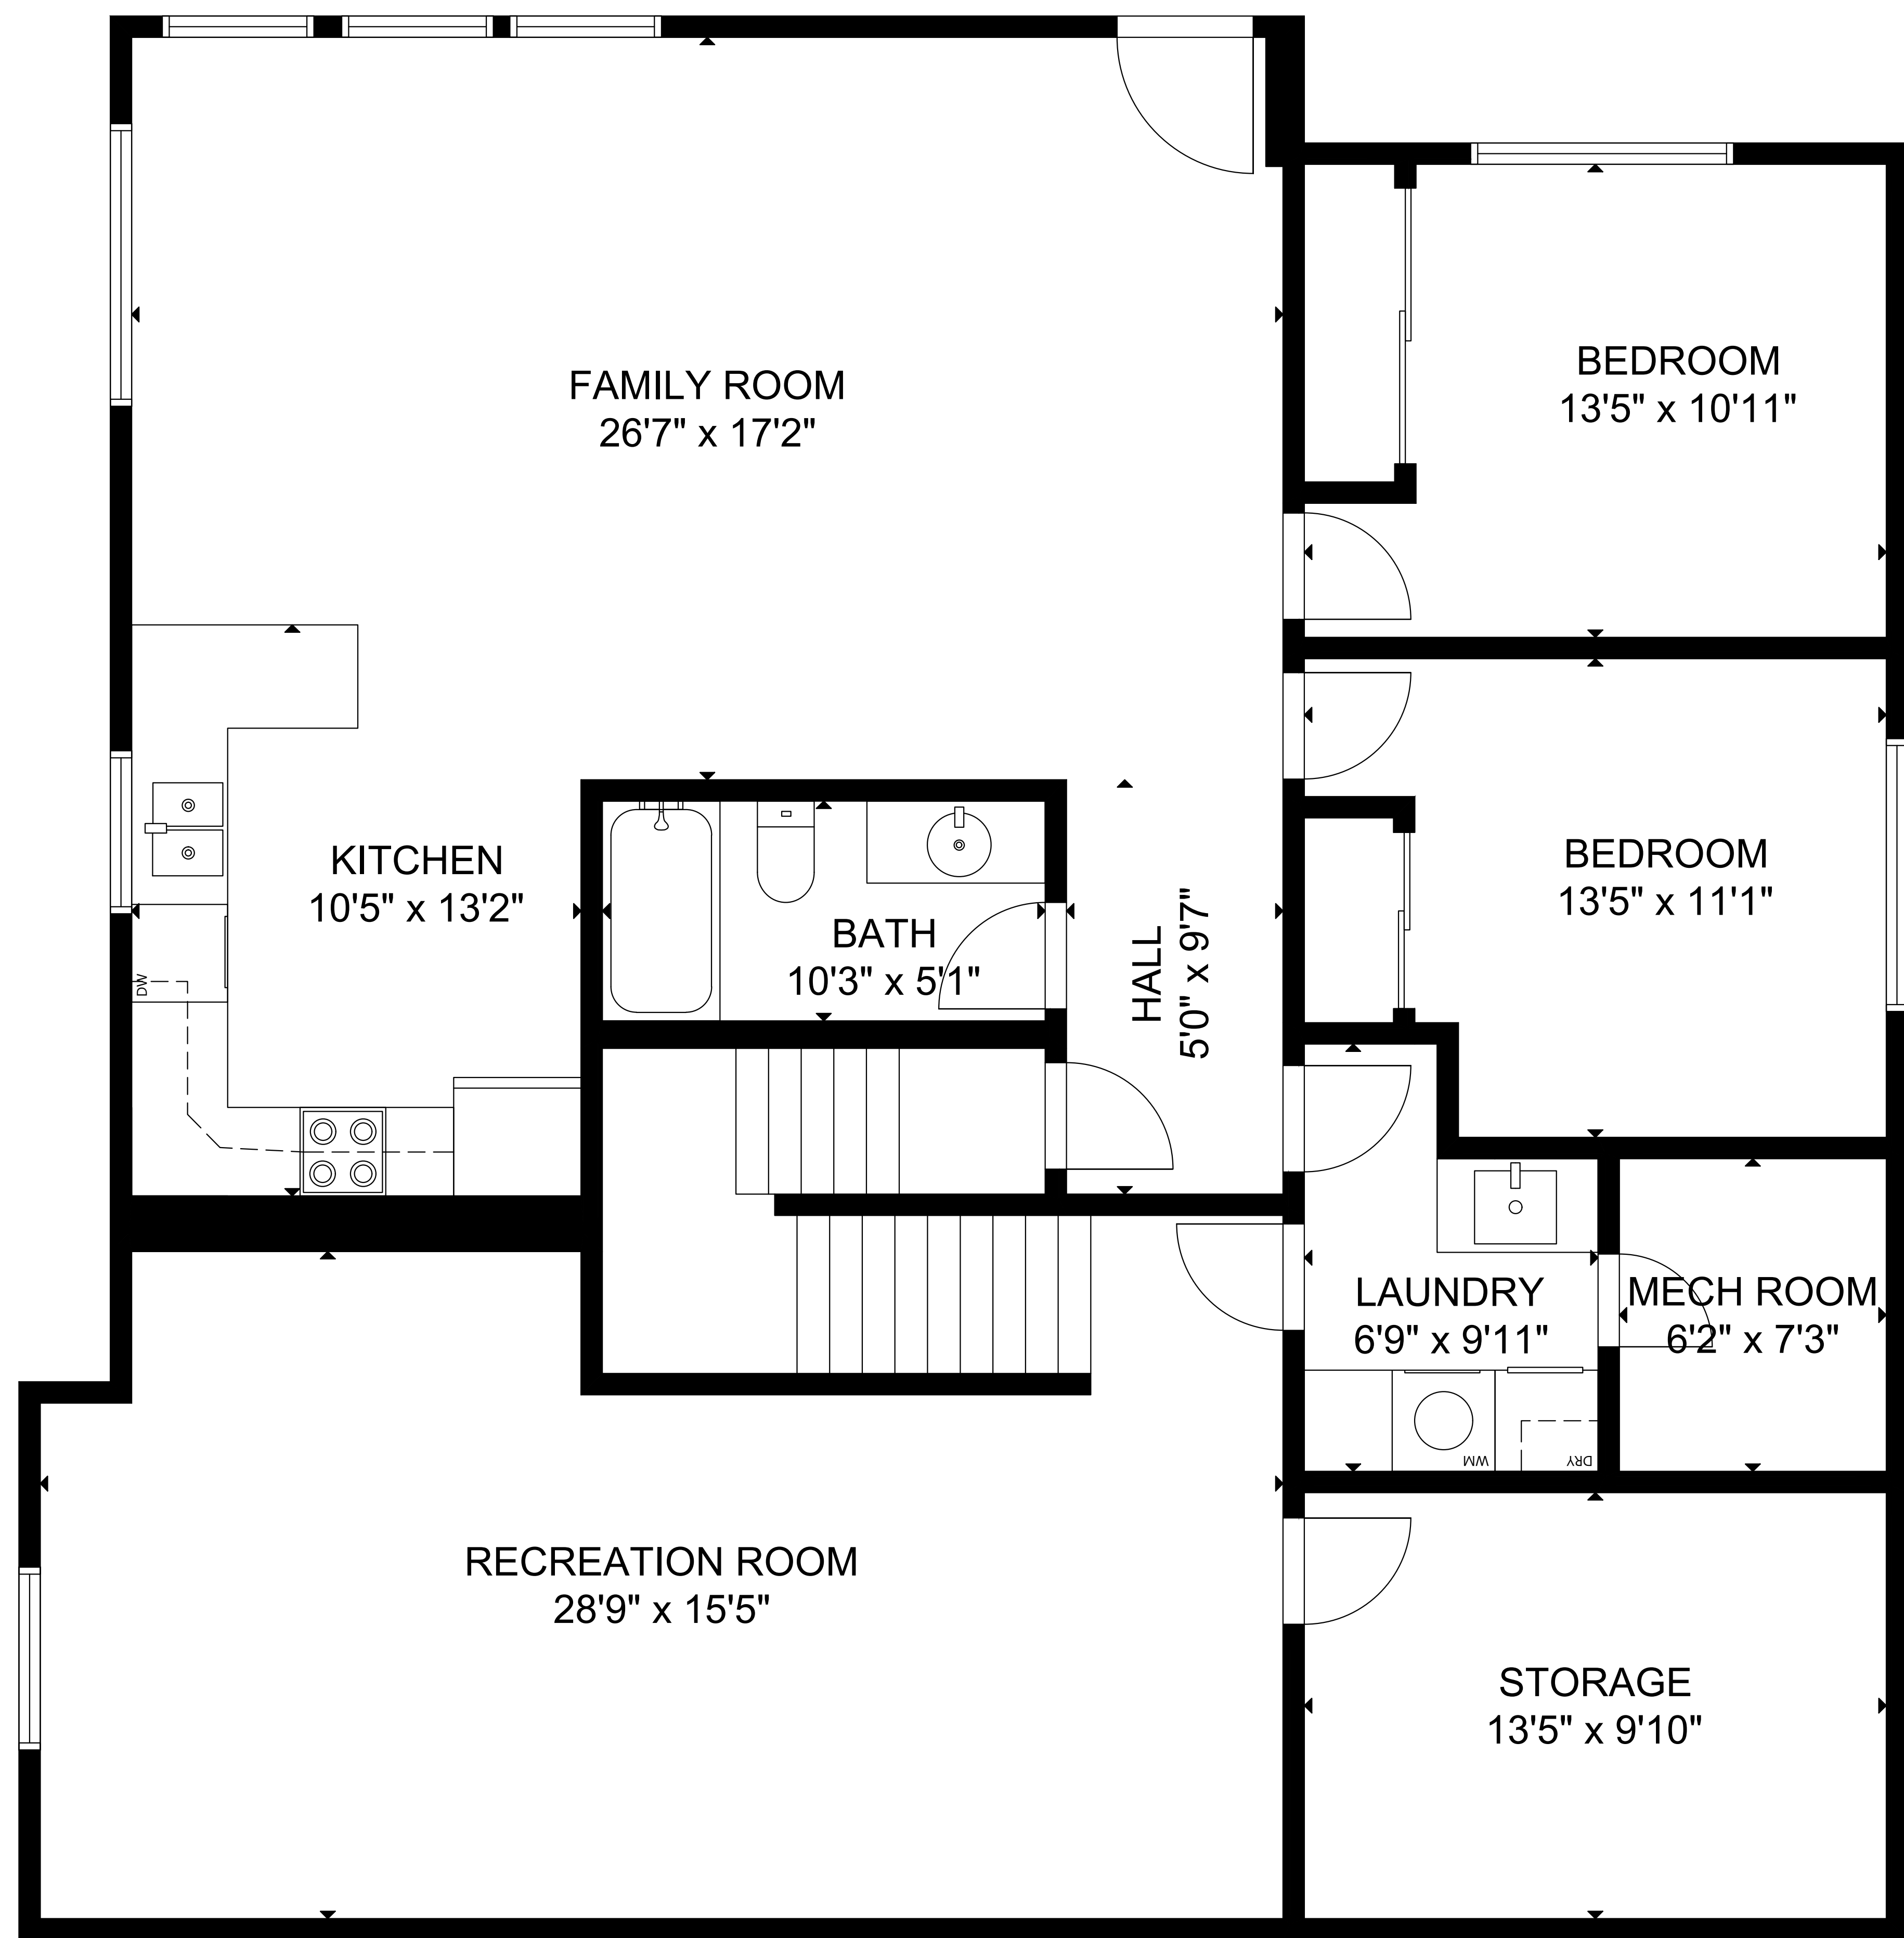 FAMILY ROOM
26'7" x 17'2"
BEDROOM
13'5" x 10'11"
KITCHEN
10'5" x 13'2"
DW
BATH
10'3" x 5'1"
HALL
5'0" x 9'7"
BEDROOM
13'5" x 11'1"
LAUNDRY
6'9" x 9'11"
WM
DRY
MECH ROOM
6'2" x 7'3"
RECREATION ROOM
28'9" x 15'5"
STORAGE
13'5" x 9'10"